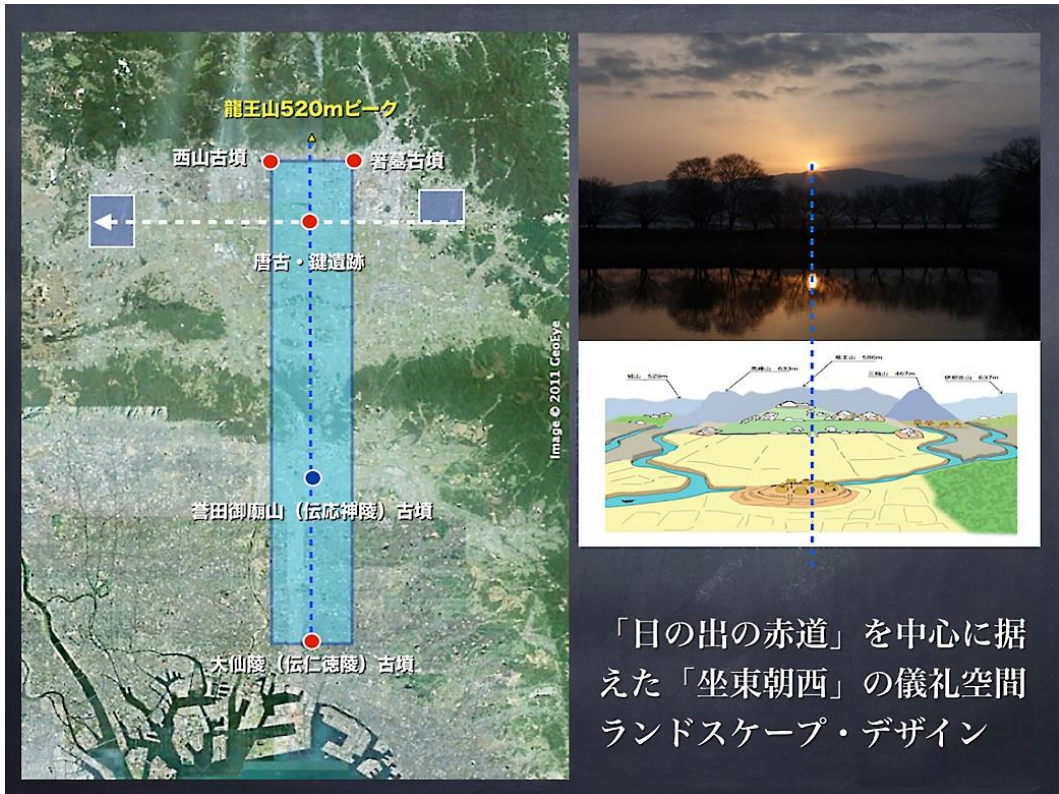 龍王山520mピーク
西山古墳
箸墓古墳
唐古・鍵遺跡
誉田御廟山（伝応神陵）古墳
大仙陵（伝仁徳陵）古墳
Image © 2011 GeoEye
龍王山 586m
三輪山 467m
「日の出の赤道」を中心に据
えた「坐東朝西」の儀礼空間
ランドスケープ・デザイン